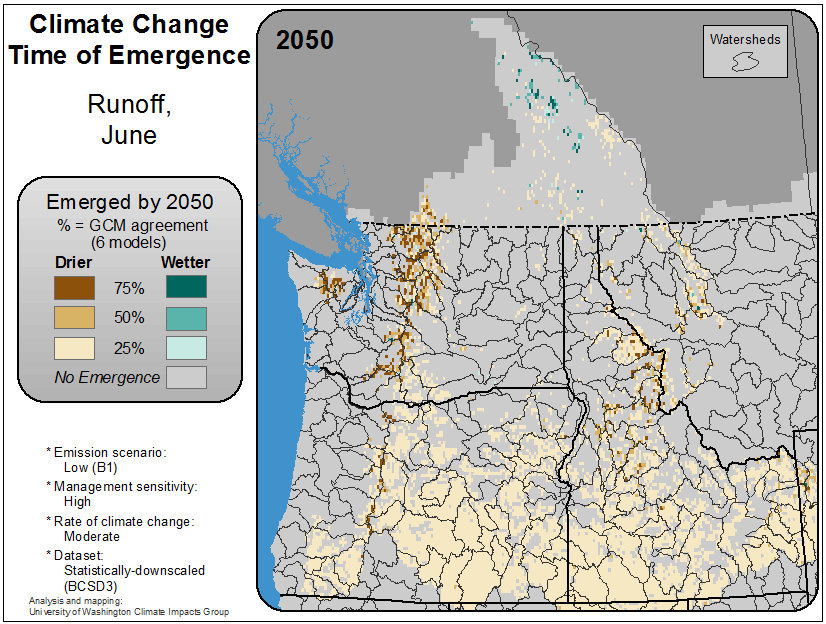 Climate Change
Time of Emergence
Runoff,
June
Emerged by 2050
% = GCM agreement
(6 models)
Drier Wetter
75%
50%
25%
No Emergence
* Emission scenario:
Low (B1)
* Management sensitivity:
High
* Rate of climate change:
Moderate
* Dataset:
Statistically-downscaled
(BCSD3)
Analysis and mapping:
University of Washington Climate Impacts Group
2050
Watersheds